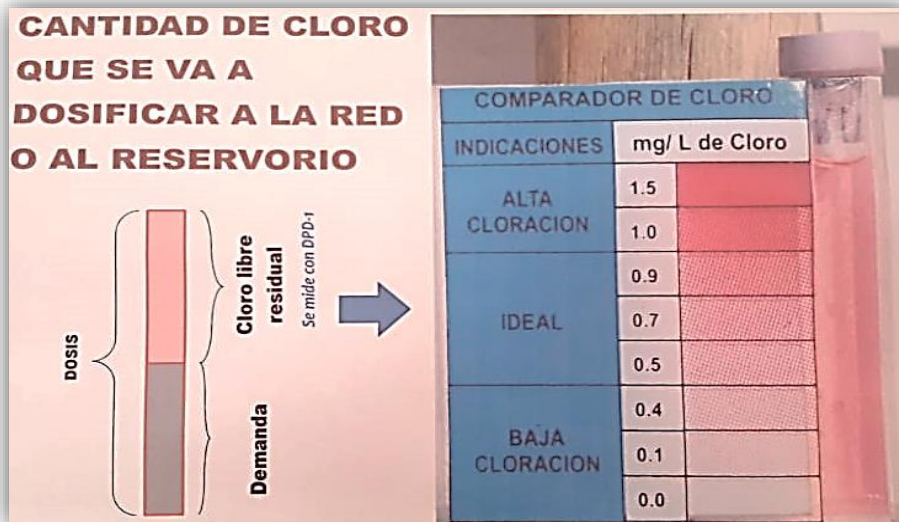 CANTIDAD DE CLORO
QUE SE VA A
DOSIFICAR A LA RED
O AL RESERVORIO
DOSIS
Cloro libre
residual
Se mide con DPD-1
Demanda
COMPARADOR DE CLORO
INDICACIONES mg/ L de Cloro
ALTA
CLORACION
1.5
1.0
IDEAL
0.9
0.7
0.5
BAJA
CLORACION
0.4
0.1
0.0